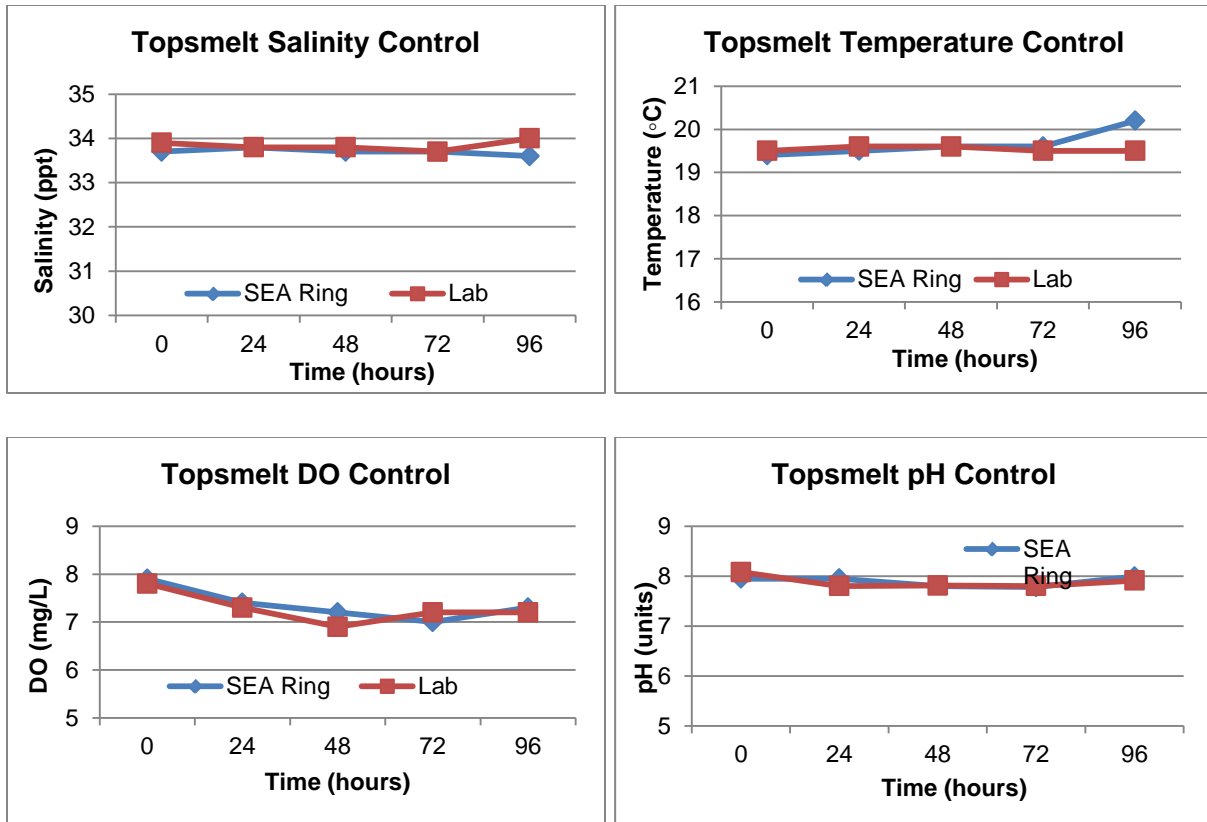 Topsmelt Salinity Control
35
34
33
32
31
30
Salinity (ppt)
SEA Ring Lab
0 24 48 72 96
Time (hours)
Topsmelt Temperature Control
21
20
19
18
17
16
Temperature (◦C)
SEA Ring Lab
0 24 48 72 96
Time (hours)
Topsmelt DO Control
9
8
7
6
5
DO (mg/L)
SEA Ring Lab
0 24 48 72 96
Time (hours)
Topsmelt pH Control
9
8
7
6
5
pH (units)
SEA
Ring
0 24 48 72 96
Time (hours)